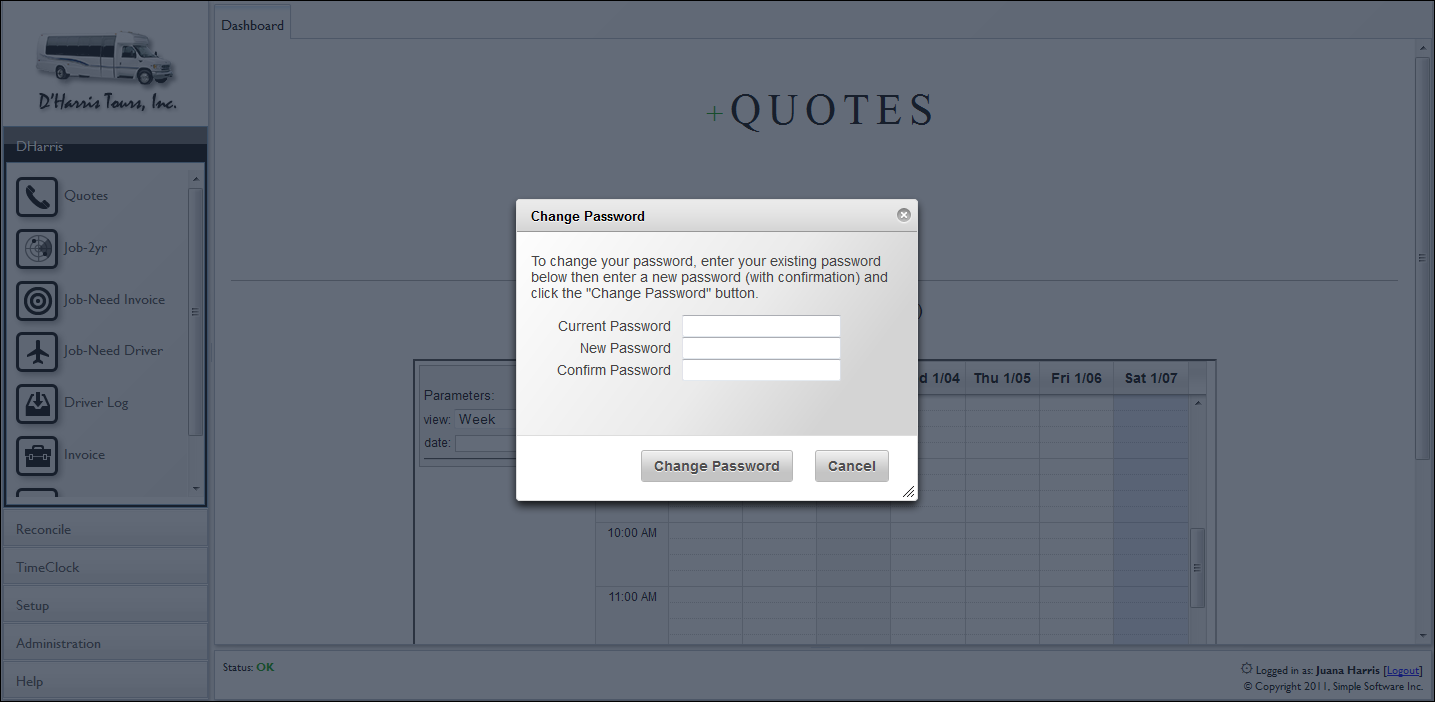 D'Harris Tours, Inc.
DHarris
Quotes
Job-2yr
Job-Need Invoice
Job-Need Driver
Driver Log
Invoice
Reconcile
TimeClock
Setup
Administration
Help
Dashboard
+QUOTES
Change Password
To change your password, enter your existing password
below then enter a new password (with confirmation) and
click the "Change Password" button.
Current Password
New Password
Confirm Password
Change Password Cancel
)
Parameters:
view: Week
date:
d 1/04 Thu 1/05 Fri 1/06 Sat 1/07
10:00 AM
11:00 AM
Status: OK
Logged in as: Juana Harris [Logout]
© Copyright 2011, Simple Software Inc.